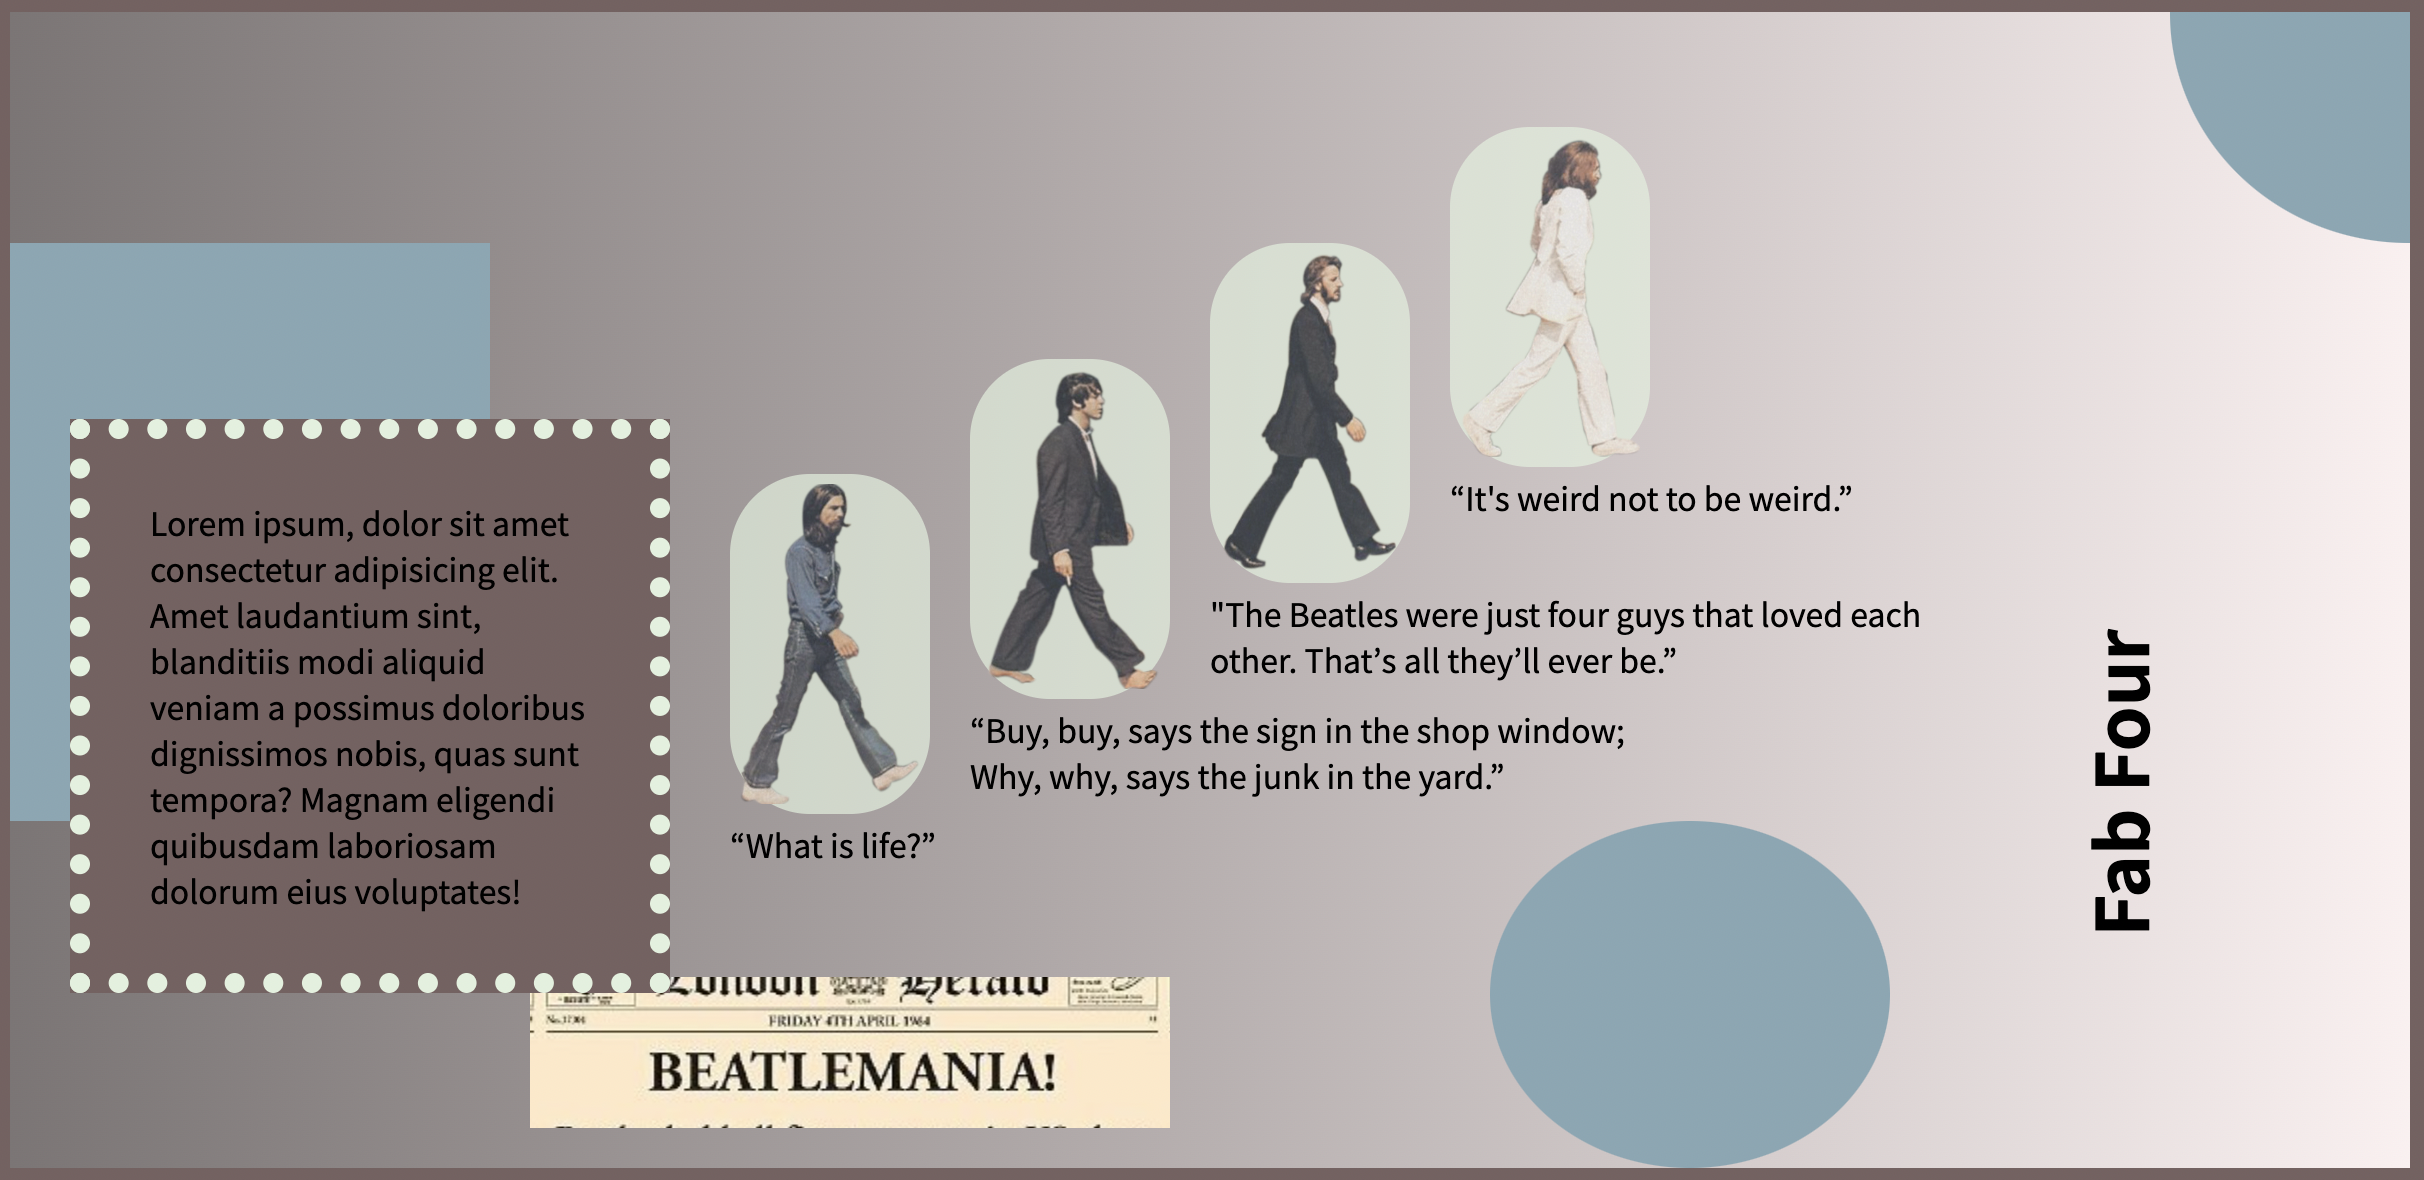 Lorem ipsum, dolor sit amet
consectetur adipisicing elit.
Amet laudantium sint,
blanditiis modi aliquid
veniam a possimus doloribus
dignissimos nobis, quas sunt
tempora? Magnam eligendi
quibusdam laboriosam
dolorum eius voluptates!
“What is life?”
“Buy, buy, says the sign in the shop window;
Why, why, says the junk in the yard.”
"The Beatles were just four guys that loved each
other. That’s all they’ll ever be.”
“It's weird not to be weird.”
Fab Four
London Herald
FRIDAY 4TH APRIL 1964
BEATLEMANIA!